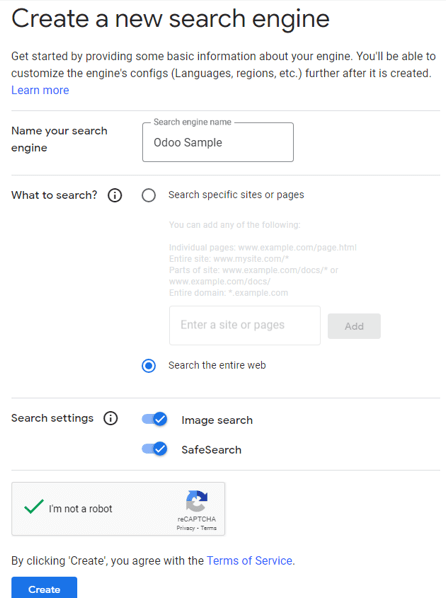 Create a new search engine
Get started by providing some basic information about your engine. You'll be able to
customize the engine's configs (Languages, regions, etc.) further after it is created.
Learn more
Name your search
engine
Search engine name
Odoo Sample
What to search?
Search specific sites or pages
You can add any of the following:
Individual pages: www.example.com/page.html
Entire site: www.mysite.com/*
Parts of site: www.example.com/docs/* or
www.example.com/docs/
Entire domain: *.example.com
Enter a site or pages
Add
Search the entire web
Search settings
Image search
SafeSearch
I'm not a robot
reCAPTCHA
Privacy - Terms
By clicking 'Create', you agree with the Terms of Service.
Create